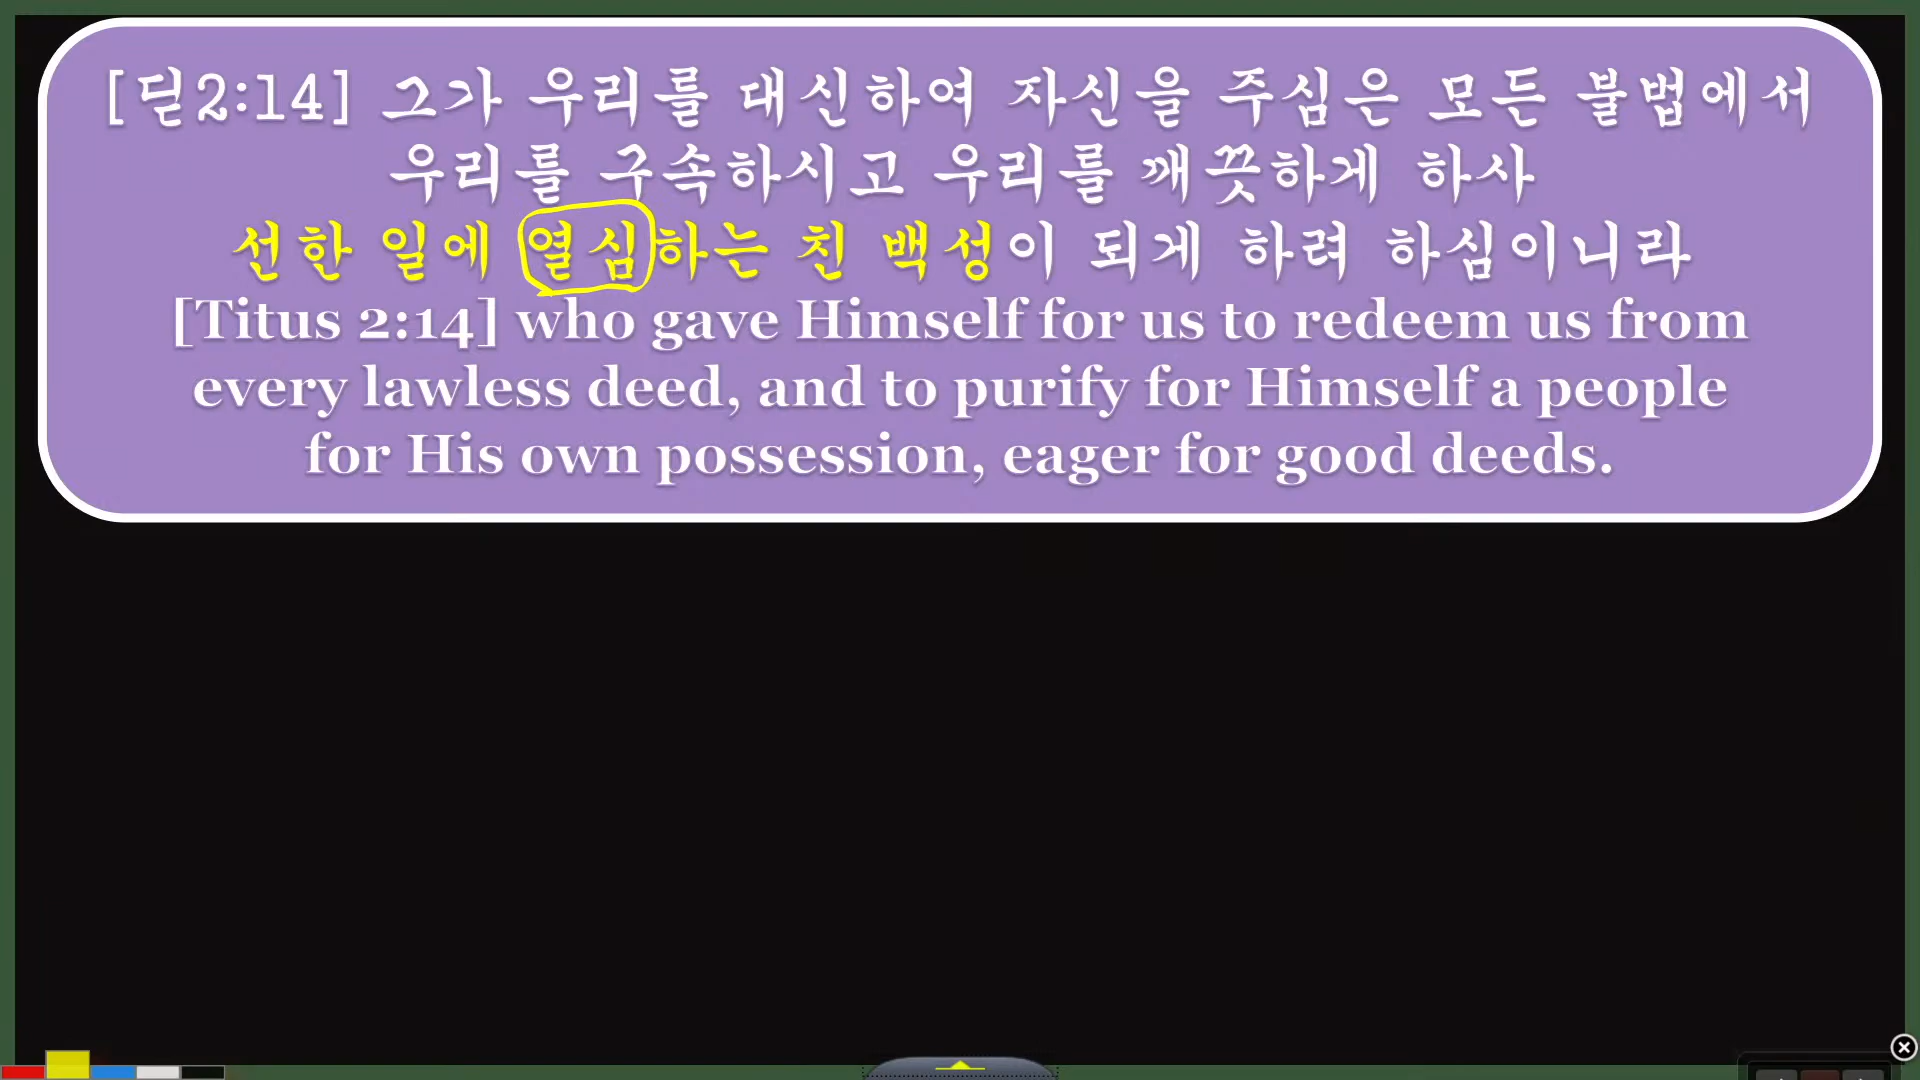 [딛2:14] 그가 우리를 대신하여 자신을 주심은 모든 불법에서
우리를 구속하시고 우리를 깨끗하게 하사
선한 일에 열심하는 친 백성이 되게 하려 하심이니라
[Titus 2:14] who gave Himself for us to redeem us from
every lawless deed, and to purify for Himself a people
for His own possession, eager for good deeds.